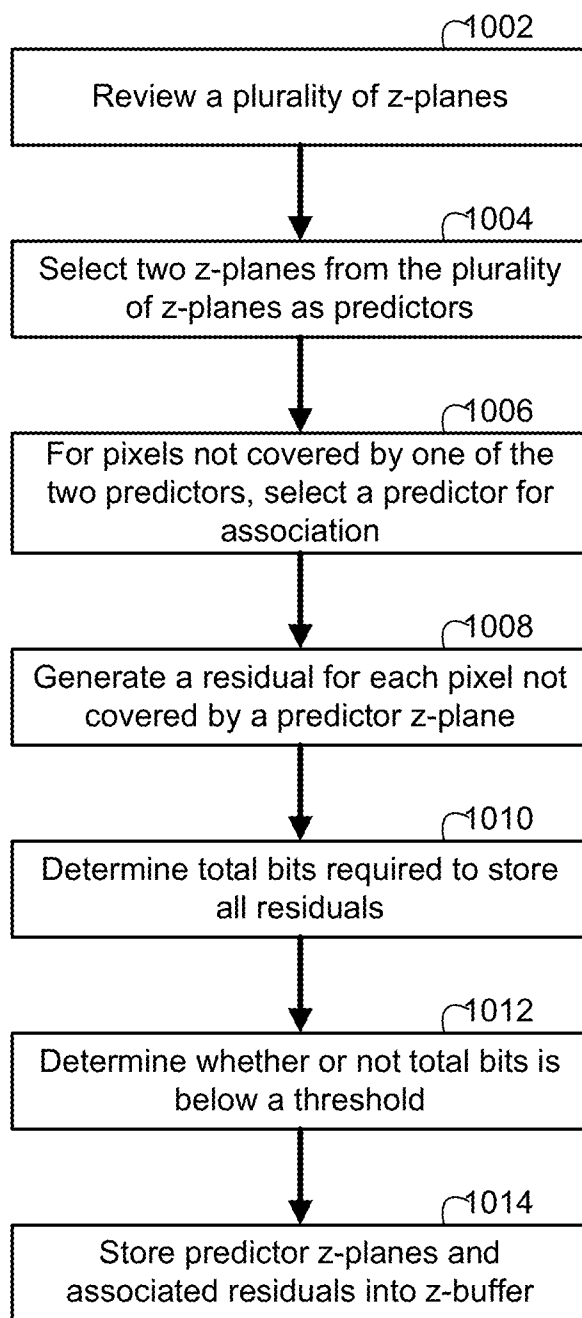 1002
Review a plurality of z-planes
1004
Select two z-planes from the plurality
of z-planes as predictors
1006
For pixels not covered by one of the
two predictors, select a predictor for
association
1008
Generate a residual for each pixel not
covered by a predictor z-plane
1010
Determine total bits required to store
all residuals
1012
Determine whether or not total bits is
below a threshold
1014
Store predictor z-planes and
associated residuals into z-buffer